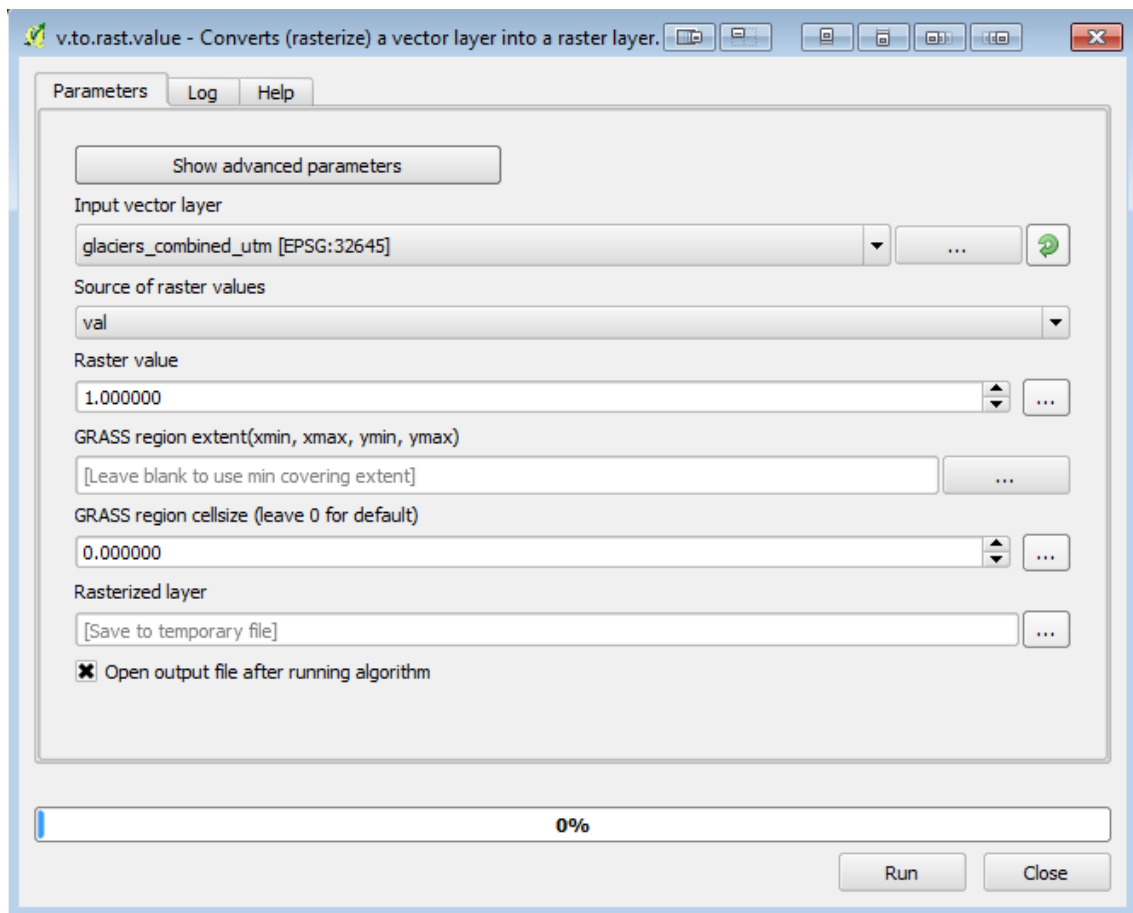 v.to.rast.value - Converts (rasterize) a vector layer into a raster layer.
Parameters
Log
Help
Show advanced parameters
Input vector layer
glaciers_combined_utm [EPSG:32645]
...
Source of raster values
val
Raster value
1.000000
...
GRASS region extent(xmin, xmax, ymin, ymax)
[Leave blank to use min covering extent]
...
GRASS region cellsize (leave 0 for default)
0.000000
...
Rasterized layer
[Save to temporary file]
...
Open output file after running algorithm
0%
Run
Close